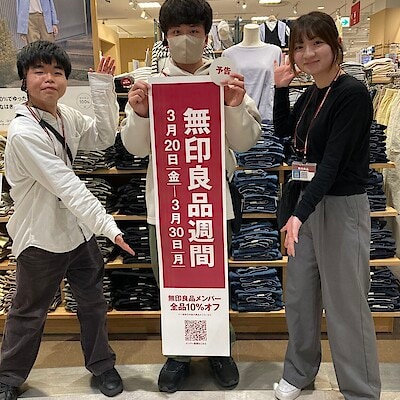 予告
無印良品週間
3月20日(金)―3月30日(月)
無印良品メンバー
全品10%オフ